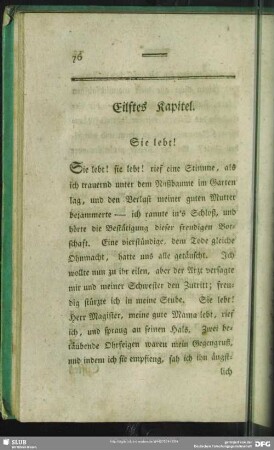 76
Eilftes Kapitel.
Sie lebt!
Sie lebt! sie lebt! rief eine Stimme, als
ich traurend unter dem Nußbaume im Garten
lag, und den Verlust meiner guten Mutter
bejammerte — ich rannte in's Schloß, und
hörte die Bestätigung dieser freudigen Bot-
schaft. Eine vierstündige, dem Tode gleiche
Ohnmacht, hatte uns alle getäuscht. Ich
wollte nun zu ihr eilen, aber der Arzt versagte
mir und meiner Schwester den Zutritt; freu-
dig stürzte ich in meine Stube. Sie lebt!
Herr Magister, meine gute Mama lebt, rief
ich, und sprang an seinen Hals. Zwei be-
täubende Ohrfeigen waren mein Gegengruß,
und indem ich sie empfieng, sah ich ihn ängst-
lich
SLUB
DFG